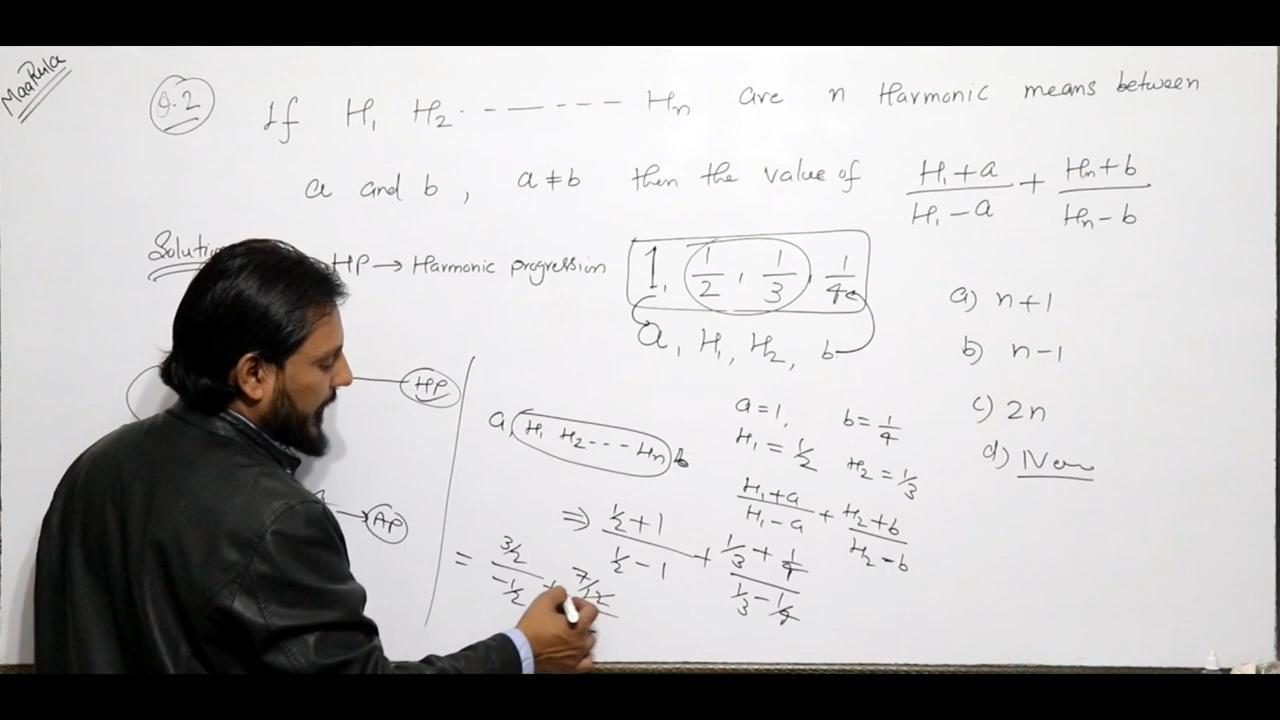 MaaRula
Q.2 If H₁ H₂ - - — - - - Hn are n Harmonic means between
a and b, a ≠ b then the value of (H₁+a)/(H₁-a) + (Hn+b)/(Hn-b)
HP → Harmonic progression 1, 1/2, 1/3, 1/4
a, H₁, H₂, b
a) n+1
b) n-1
c) 2n
d)
HP
AP
a, H₁ H₂ - - - Hn b
a=1, b=1/4
H₁=1/2 H₂=1/3
(H₁+a)/(H₁-a) + (H₂+b)/(H₂-b)
⇒ (1/2+1)/(1/2-1) + (1/3+1/4)/(1/3-1/4)
= (3/2)/(-1/2) + 7/12